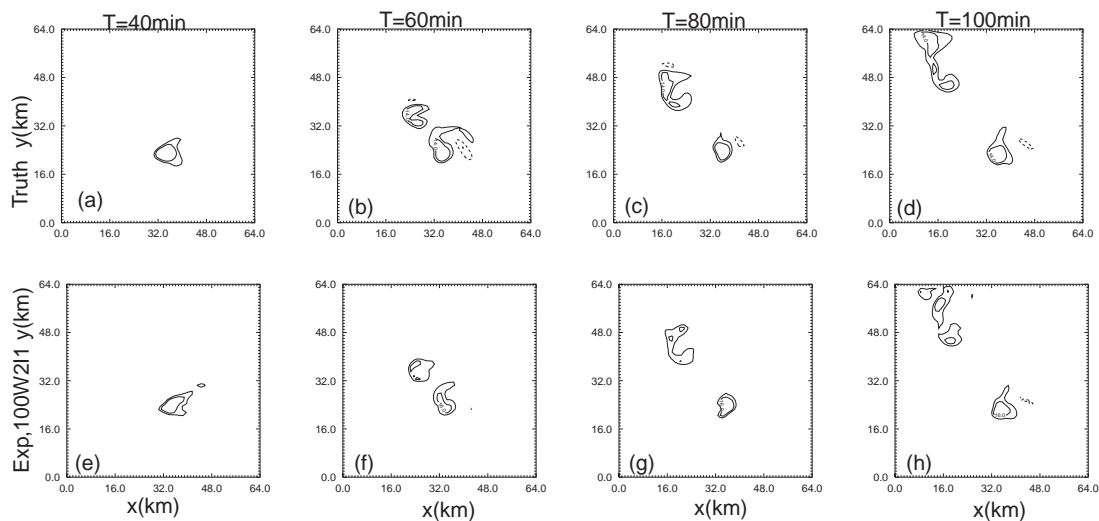 T=40min T=60min T=80min T=100min
Truth y(km)
64.0 64.0 64.0 64.0
48.0 48.0 48.0 48.0
32.0 32.0 32.0 32.0
16.0 16.0 16.0 16.0
(a) (b) (c) (d)
0.0 0.0 0.0 0.0
0.0 16.0 32.0 48.0 64.0 0.0 16.0 32.0 48.0 64.0 0.0 16.0 32.0 48.0 64.0 0.0 16.0 32.0 48.0 64.0
Exp,100W2I1 y(km)
64.0 64.0 64.0 64.0
48.0 48.0 48.0 48.0
32.0 32.0 32.0 32.0
16.0 16.0 16.0 16.0
(e) (f) (g) (h)
0.0 0.0 0.0 0.0
0.0 16.0 32.0 48.0 64.0 0.0 16.0 32.0 48.0 64.0 0.0 16.0 32.0 48.0 64.0 0.0 16.0 32.0 48.0 64.0
x(km) x(km) x(km) x(km)